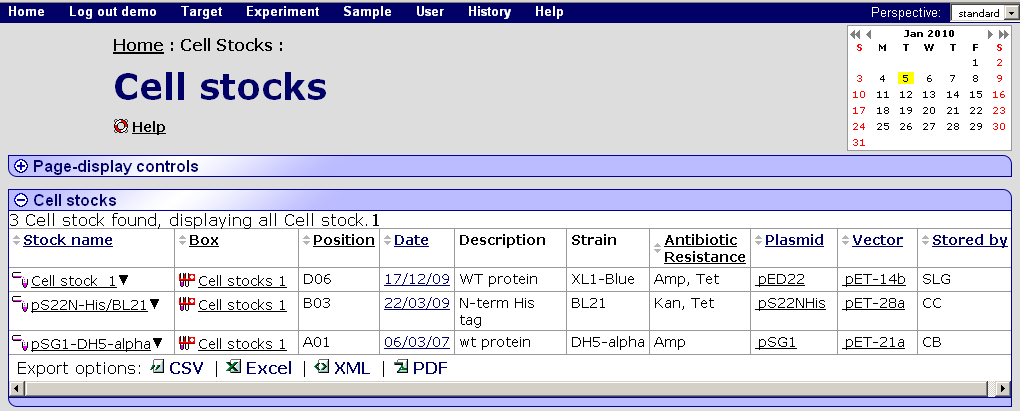 Home Log out demo Target Experiment Sample User History Help Perspective: standard
Home : Cell Stocks :
Jan 2010
S M T W T F S
1 2
3 4 5 6 7 8 9
10 11 12 13 14 15 16
17 18 19 20 21 22 23
24 25 26 27 28 29 30
31
Cell stocks
Help
Page-display controls
Cell stocks
3 Cell stock found, displaying all Cell stock.1
Stock name Box Position Date Description Strain Antibiotic Resistance Plasmid Vector Stored by
Cell stock_1 Cell stocks 1 D06 17/12/09 WT protein XL1-Blue Amp, Tet pED22 pET-14b SLG
pS22N-His/BL21 Cell stocks 1 B03 22/03/09 N-term His tag BL21 Kan, Tet pS22NHis pET-28a CC
pSG1-DH5-alpha Cell stocks 1 A01 06/03/07 wt protein DH5-alpha Amp pSG1 pET-21a CB
Export options: CSV | Excel | XML | PDF